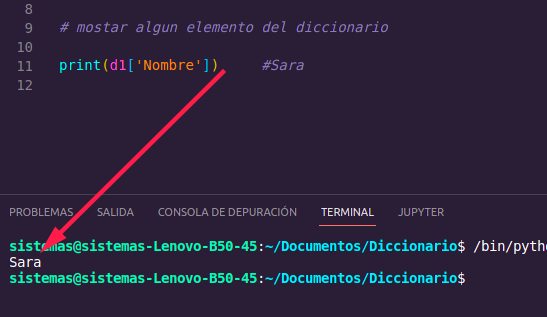 8
9 # mostar algun elemento del diccionario
10
11 print(d1['Nombre']) #Sara
12
PROBLEMAS SALIDA CONSOLA DE DEPURACIÓN TERMINAL JUPYTER
sistemas@sistemas-Lenovo-B50-45:~/Documentos/Diccionario$ /bin/pyth
Sara
sistemas@sistemas-Lenovo-B50-45:~/Documentos/Diccionario$